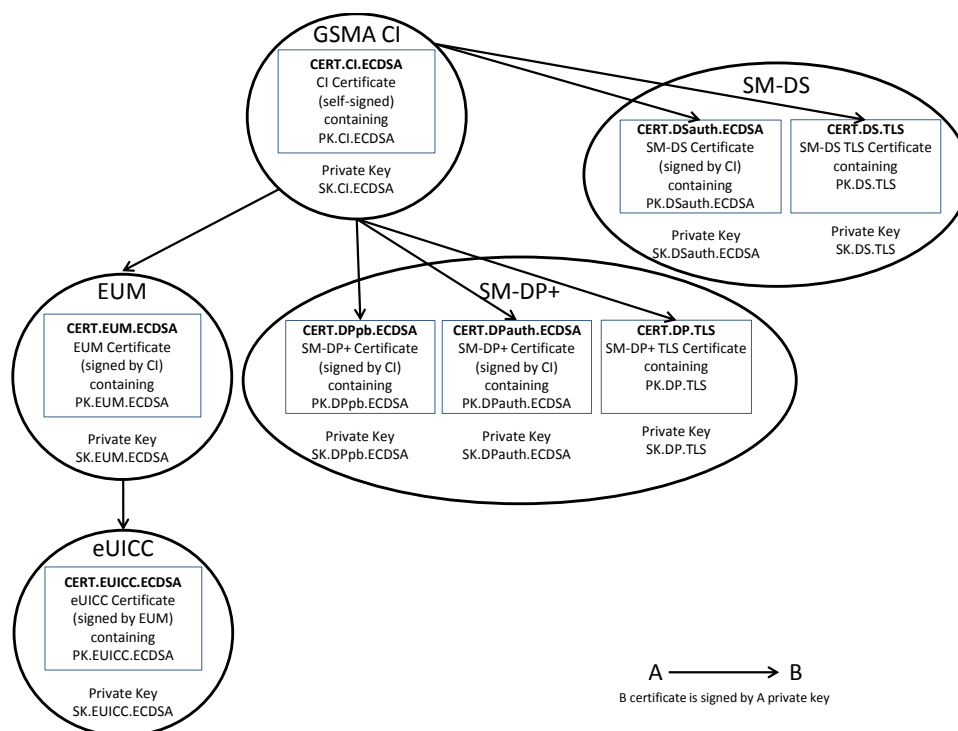 GSMA CI
CERT.CI.ECDSA
CI Certificate
(self-signed)
containing
PK.CI.ECDSA
Private Key
SK.CI.ECDSA
SM-DS
CERT.DSauth.ECDSA
SM-DS Certificate
(signed by CI)
containing
PK.DSauth.ECDSA
Private Key
SK.DSauth.ECDSA
CERT.DS.TLS
SM-DS TLS Certificate
containing
PK.DS.TLS
Private Key
SK.DS.TLS
EUM
CERT.EUM.ECDSA
EUM Certificate
(signed by CI)
containing
PK.EUM.ECDSA
Private Key
SK.EUM.ECDSA
SM-DP+
CERT.DPpb.ECDSA
SM-DP+ Certificate
(signed by CI)
containing
PK.DPpb.ECDSA
Private Key
SK.DPpb.ECDSA
CERT.DPauth.ECDSA
SM-DP+ Certificate
(signed by CI)
containing
PK.DPauth.ECDSA
Private Key
SK.DPauth.ECDSA
CERT.DP.TLS
SM-DP+ TLS Certificate
containing
PK.DP.TLS
Private Key
SK.DP.TLS
eUICC
CERT.EUICC.ECDSA
eUICC Certificate
(signed by EUM)
containing
PK.EUICC.ECDSA
Private Key
SK.EUICC.ECDSA
A B
B certificate is signed by A private key